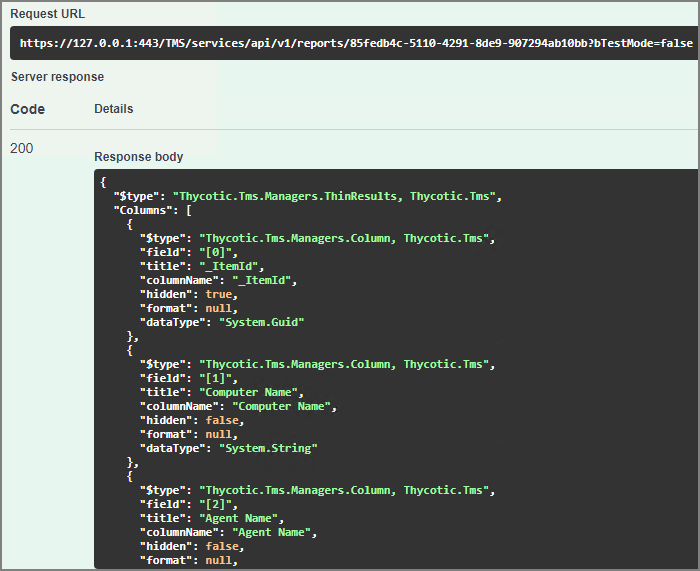 Request URL
https://127.0.0.1:443/TMS/services/api/v1/reports/85fedb4c-5110-4291-8de9-907294ab10bb?bTestMode=false
Server response
Code Details
200
Response body
{
  "$type": "Thycotic.Tms.Managers.ThinResults, Thycotic.Tms",
  "Columns": [
    {
      "$type": "Thycotic.Tms.Managers.Column, Thycotic.Tms",
      "field": "[0]",
      "title": "_ItemId",
      "columnName": "_ItemId",
      "hidden": true,
      "format": null,
      "dataType": "System.Guid"
    },
    {
      "$type": "Thycotic.Tms.Managers.Column, Thycotic.Tms",
      "field": "[1]",
      "title": "Computer Name",
      "columnName": "Computer Name",
      "hidden": false,
      "format": null,
      "dataType": "System.String"
    },
    {
      "$type": "Thycotic.Tms.Managers.Column, Thycotic.Tms",
      "field": "[2]",
      "title": "Agent Name",
      "columnName": "Agent Name",
      "hidden": false,
      "format": null,